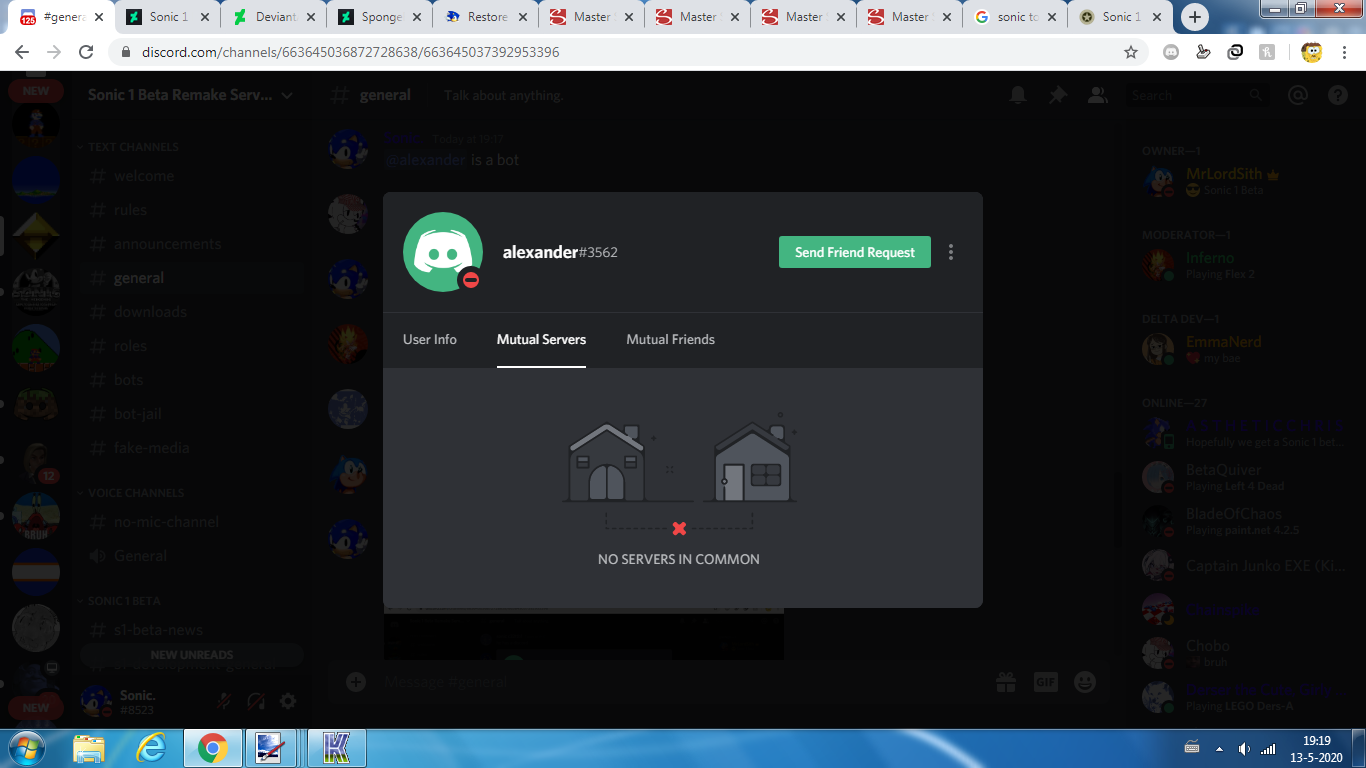 #genera
Sonic 1
Deviant
Sponge
Restore
Master
Master
Master
Master
sonic to
Sonic 1
discord.com/channels/663645036872728638/663645037392953396
NEW
Sonic 1 Beta Remake Serv...
general
Talk about anything.
Search
TEXT CHANNELS
welcome
rules
announcements
general
downloads
roles
bots
bot-jail
fake-media
VOICE CHANNELS
no-mic-channel
General
SONIC 1 BETA
s1-beta-news
NEW UNREADS
12
NEW
Sonic.
#8523
Today at 19:17
@alexander is a bot
alexander#3562
Send Friend Request
User Info
Mutual Servers
Mutual Friends
NO SERVERS IN COMMON
Message #general
GIF
OWNER—1
MrLordSith
Sonic 1 Beta
MODERATOR—1
Inferno
Playing Flex 2
DELTA DEV—1
EmmaNerd
my bae
ONLINE—27
Hopefully we get a Sonic 1 bet...
BetaQuiver
Playing Left 4 Dead
BladeOfChaos
Playing paint.net 4.2.5
Captain Junko EXE (Ki...
Chobo
bruh
Playing LEGO Ders-A
19:19
13-5-2020